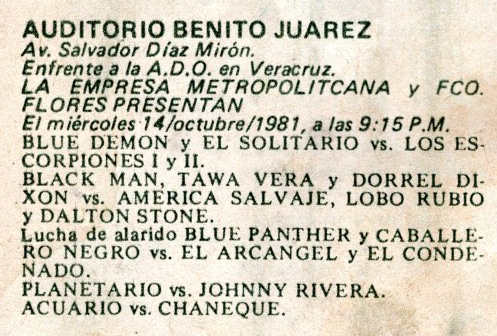 AUDITORIO BENITO JUAREZ
Av. Salvador Díaz Mirón.
Enfrente a la A.D.O. en Veracruz.
LA EMPRESA METROPOLITCANA y FCO.
FLORES PRESENTAN
El miércoles 14/octubre/1981, a las 9:15 P.M.
BLUE DEMON y EL SOLITARIO vs. LOS ES-
CORPIONES I y II.
BLACK MAN, TAWA VERA y DORREL DI-
XON vs. AMERICA SALVAJE, LOBO RUBIO
y DALTON STONE.
Lucha de alarido BLUE PANTHER y CABALLE-
RO NEGRO vs. EL ARCANGEL y EL CONDE-
NADO.
PLANETARIO vs. JOHNNY RIVERA.
ACUARIO vs. CHANEQUE.